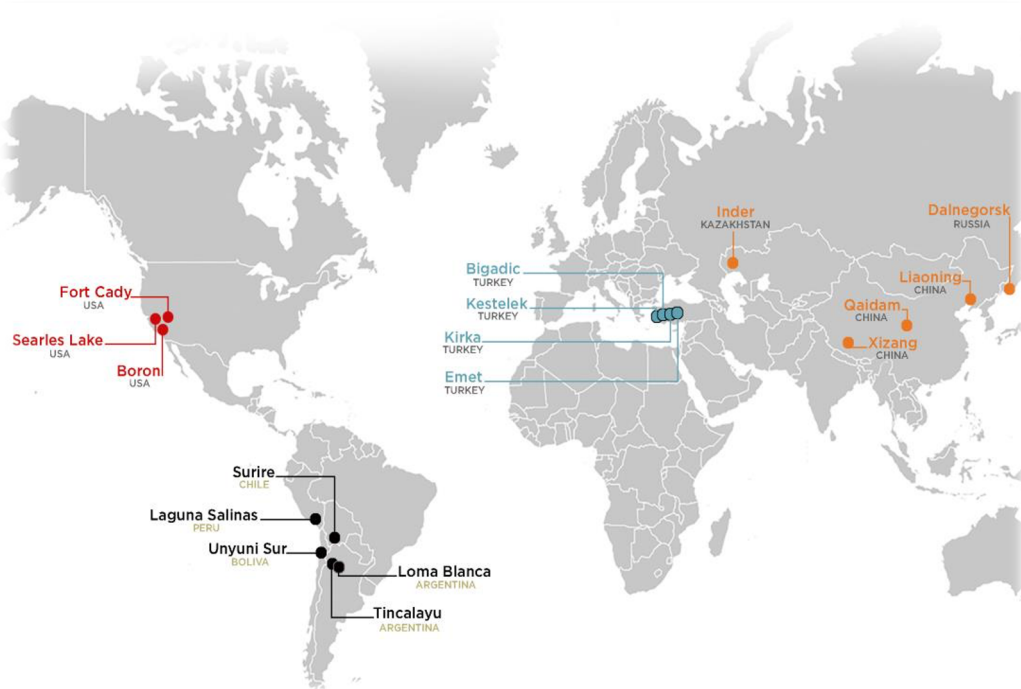 Fort Cady
USA
Searles Lake
USA
Boron
USA
Surire
CHILE
Laguna Salinas
PERU
Unyuni Sur
BOLIVA
Loma Blanca
ARGENTINA
Tincalayu
ARGENTINA
Bigadic
TURKEY
Kestelek
TURKEY
Kirka
TURKEY
Emet
TURKEY
Inder
KAZAKHSTAN
Dalnegorsk
RUSSIA
Liaoning
CHINA
Qaidam
CHINA
Xizang
CHINA